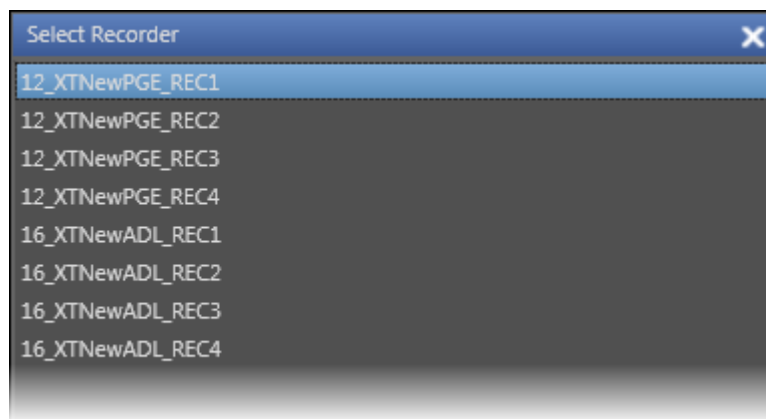 Select Recorder
12_XTNewPGE_REC1
12_XTNewPGE_REC2
12_XTNewPGE_REC3
12_XTNewPGE_REC4
16_XTNewADL_REC1
16_XTNewADL_REC2
16_XTNewADL_REC3
16_XTNewADL_REC4